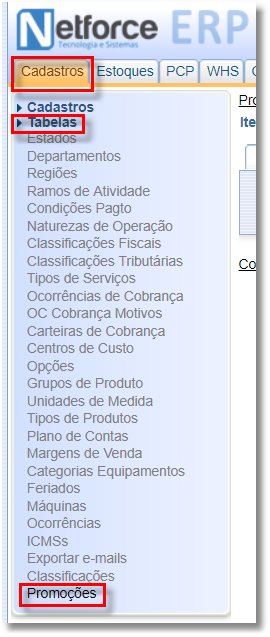 Netforce ERP
Tecnologia e Sistemas
Cadastros Estoques PCP WHS
Cadastros
Tabelas
Estados
Departamentos
Regiões
Ramos de Atividade
Condições Pagto
Naturezas de Operação
Classificações Fiscais
Classificações Tributárias
Tipos de Serviços
Ocorrências de Cobrança
OC Cobrança Motivos
Carteiras de Cobrança
Centros de Custo
Opções
Grupos de Produto
Unidades de Medida
Tipos de Produtos
Plano de Contas
Margens de Venda
Categorias Equipamentos
Feriados
Máquinas
Ocorrências
ICMSs
Exportar e-mails
Classificações
Promoções
Pro
Ite
Co